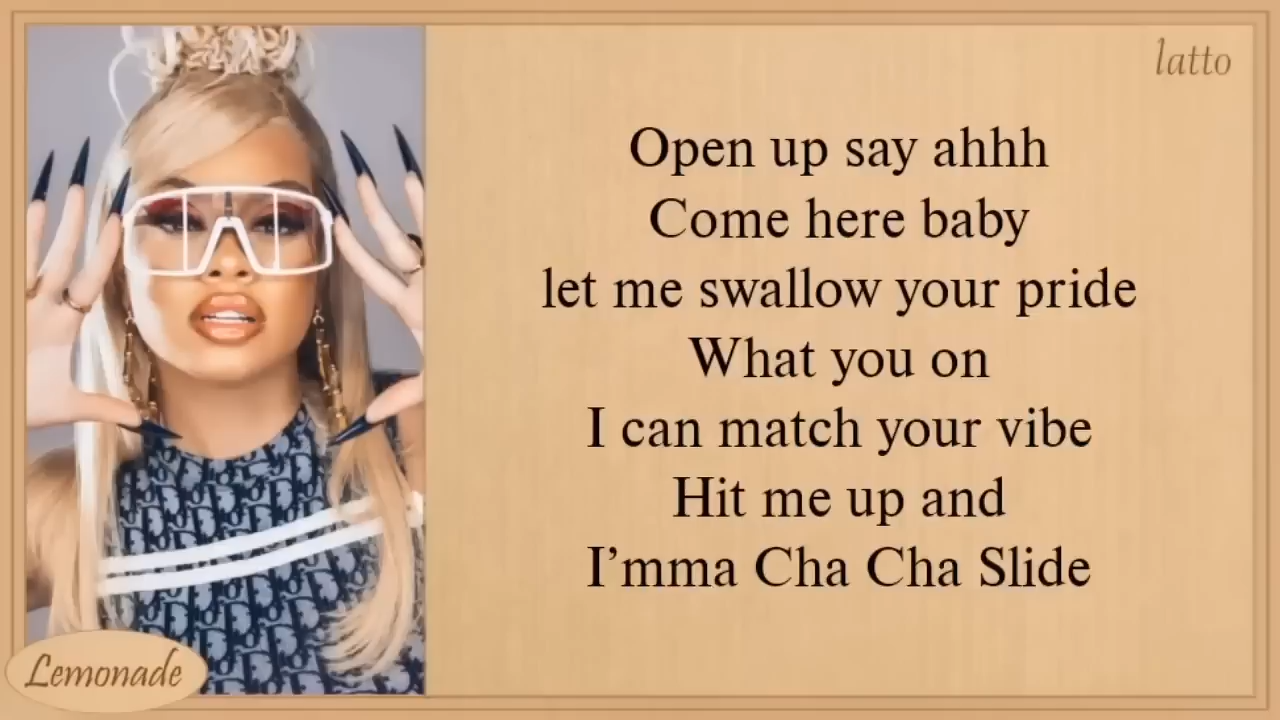 latto
Open up say ahhh
Come here baby
let me swallow your pride
What you on
I can match your vibe
Hit me up and
I’mma Cha Cha Slide
Lemonade